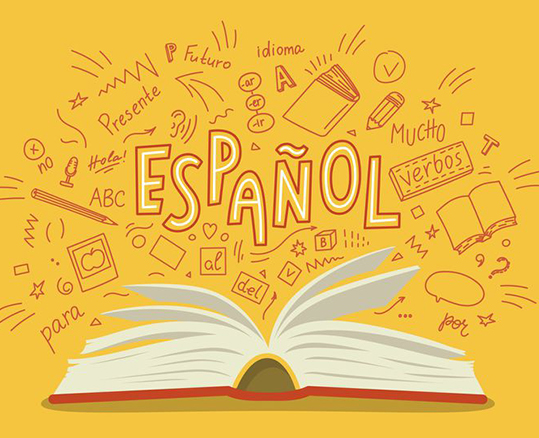 P Futuro
idioma
.ar
.er
-ir
A
Presente
MUCHO
T
no
Hola!
ESPAÑOL
verbos
ABC
B
al
del
para
por